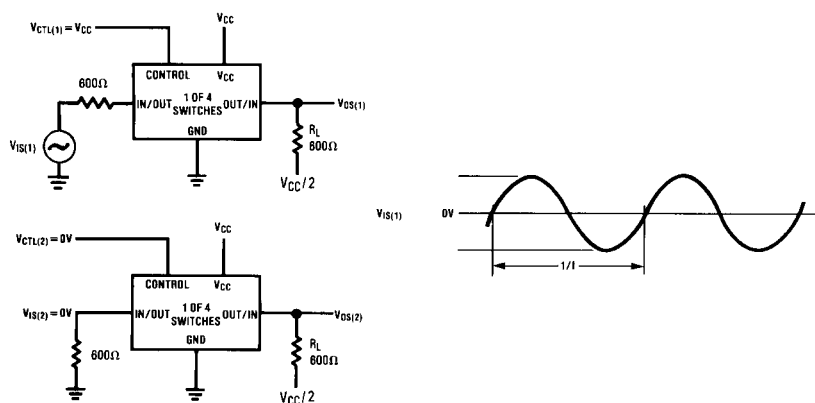 VCTL(1)=VCC
VCC
600Ω
CONTROL
VCC
IN/OUT
1 OF 4
SWITCHES
OUT/IN
VOS(1)
GND
VIS(1)
RL
600Ω
VCC/2
VIS(1)
0V
1/f
VCTL(2)=0V
VCC
CONTROL
VCC
VIS(2)=0V
IN/OUT
1 OF 4
SWITCHES
OUT/IN
VOS(2)
GND
600Ω
RL
600Ω
VCC/2